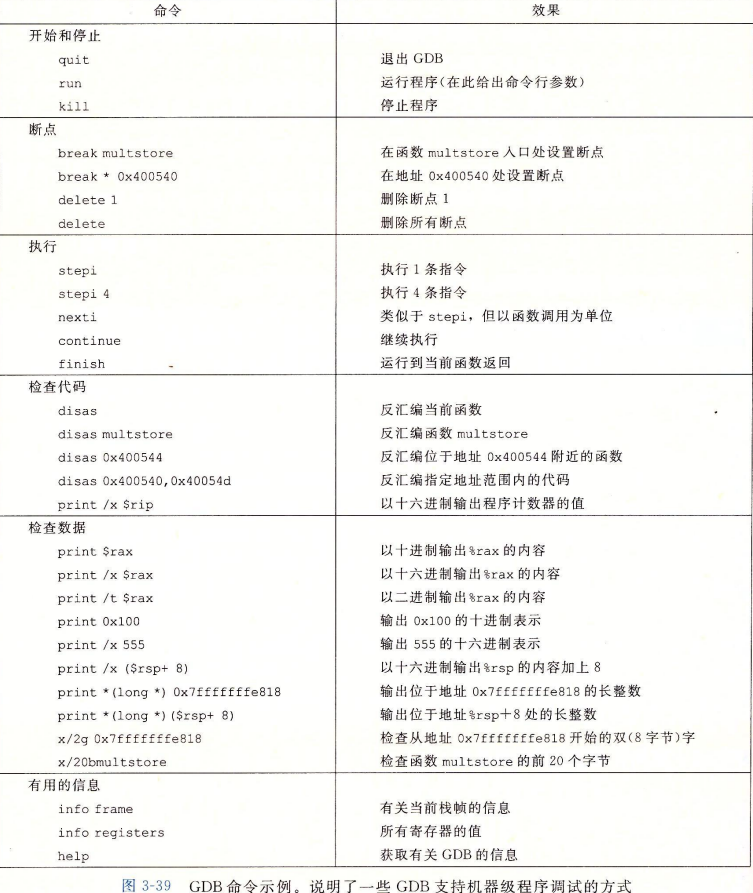 命令 效果
开始和停止
quit 退出 GDB
run 运行程序(在此给出命令行参数)
kill 停止程序
断点
break multstore 在函数 multstore 入口处设置断点
break * 0x400540 在地址 0x400540 处设置断点
delete 1 删除断点 1
delete 删除所有断点
执行
stepi 执行 1 条指令
stepi 4 执行 4 条指令
nexti 类似于 stepi，但以函数调用为单位
continue 继续执行
finish 运行到当前函数返回
检查代码
disas 反汇编当前函数
disas multstore 反汇编函数 multstore
disas 0x400544 反汇编位于地址 0x400544 附近的函数
disas 0x400540,0x40054d 反汇编指定地址范围内的代码
print /x $rip 以十六进制输出程序计数器的值
检查数据
print $rax 以十进制输出%rax 的内容
print /x $rax 以十六进制输出%rax 的内容
print /t $rax 以二进制输出%rax 的内容
print 0x100 输出 0x100 的十进制表示
print /x 555 输出 555 的十六进制表示
print /x ($rsp+ 8) 以十六进制输出%rsp 的内容加上 8
print *(long *) 0x7fffffffe818 输出位于地址 0x7fffffffe818 的长整数
print *(long *)($rsp+ 8) 输出位于地址%rsp+8 处的长整数
x/2g 0x7fffffffe818 检查从地址 0x7fffffffe818 开始的双(8 字节)字
x/20bmultstore 检查函数 multstore 的前 20 个字节
有用的信息
info frame 有关当前栈帧的信息
info registers 所有寄存器的值
help 获取有关 GDB 的信息
图 3-39 GDB 命令示例。说明了一些 GDB 支持机器级程序调试的方式